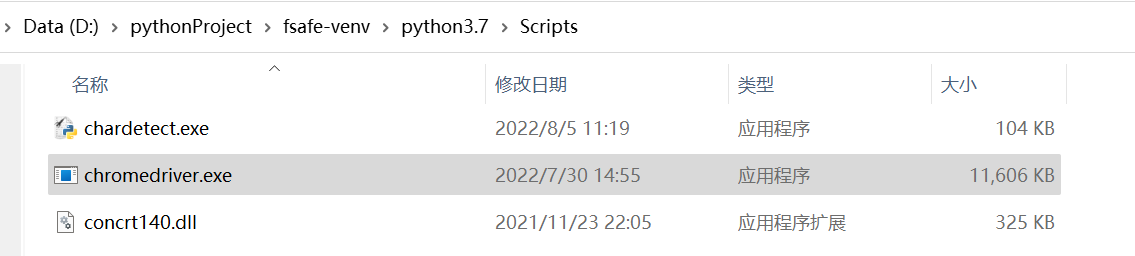 Data (D:) > pythonProject > fsafe-venv > python3.7 > Scripts
名称 修改日期 类型 大小
chardetect.exe 2022/8/5 11:19 应用程序 104 KB
chromedriver.exe 2022/7/30 14:55 应用程序 11,606 KB
concrt140.dll 2021/11/23 22:05 应用程序扩展 325 KB